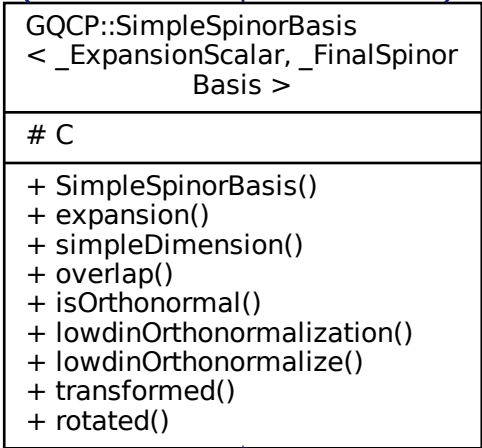 GQCP::SimpleSpinorBasis
< _ExpansionScalar, _FinalSpinor
Basis >
# C
+ SimpleSpinorBasis()
+ expansion()
+ simpleDimension()
+ overlap()
+ isOrthonormal()
+ lowdinOrthonormalization()
+ lowdinOrthonormalize()
+ transformed()
+ rotated()